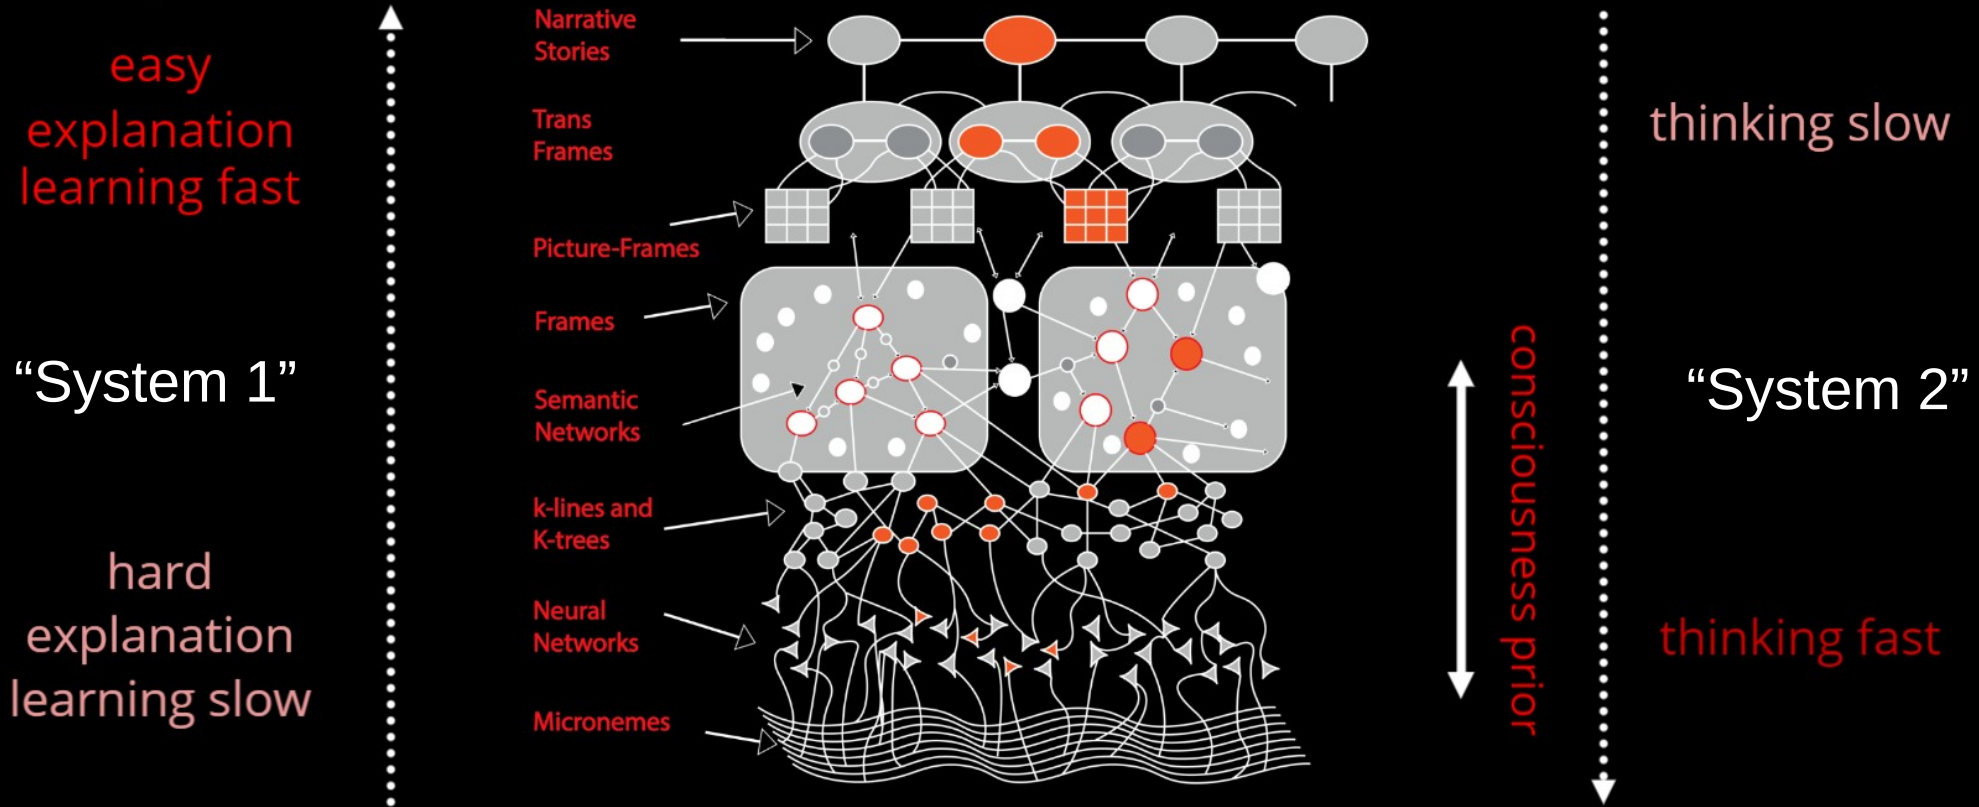 easy
explanation
learning fast
“System 1”
hard
explanation
learning slow
Narrative
Stories
Trans
Frames
Picture-Frames
Frames
Semantic
Networks
k-lines and
K-trees
Neural
Networks
Micronemes
consciousness prior
thinking slow
“System 2”
thinking fast